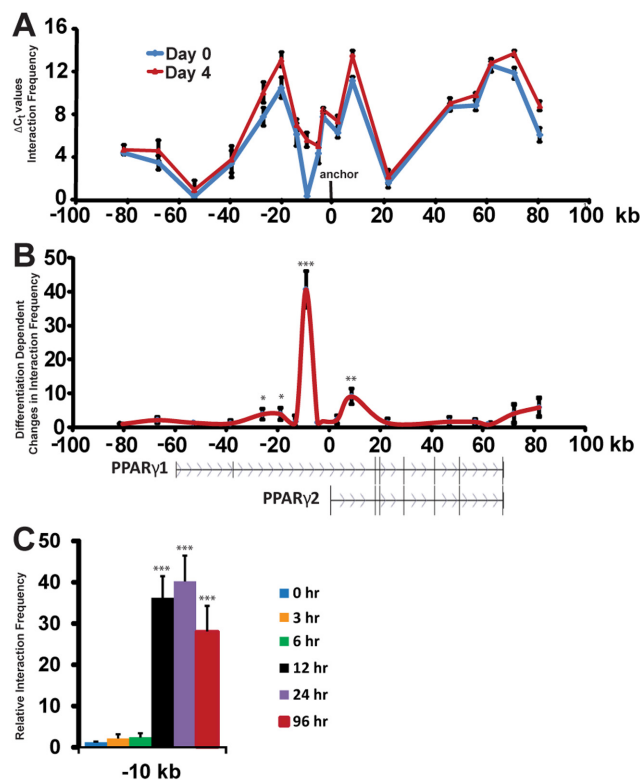 A
Day 0
Day 4
ΔCt values
Interaction Frequency
16
12
8
4
0
anchor
-100 -80 -60 -40 -20 0 20 40 60 80 100 kb
B
Differentiation Dependent
Changes in Interaction Frequency
50
40
30
20
10
0
***
*
*
**
-100 -80 -60 -40 -20 0 20 40 60 80 100 kb
PPARγ1
PPARγ2
C
Relative Interaction Frequency
50
40
30
20
10
0
***
***
***
-10 kb
0 hr
3 hr
6 hr
12 hr
24 hr
96 hr